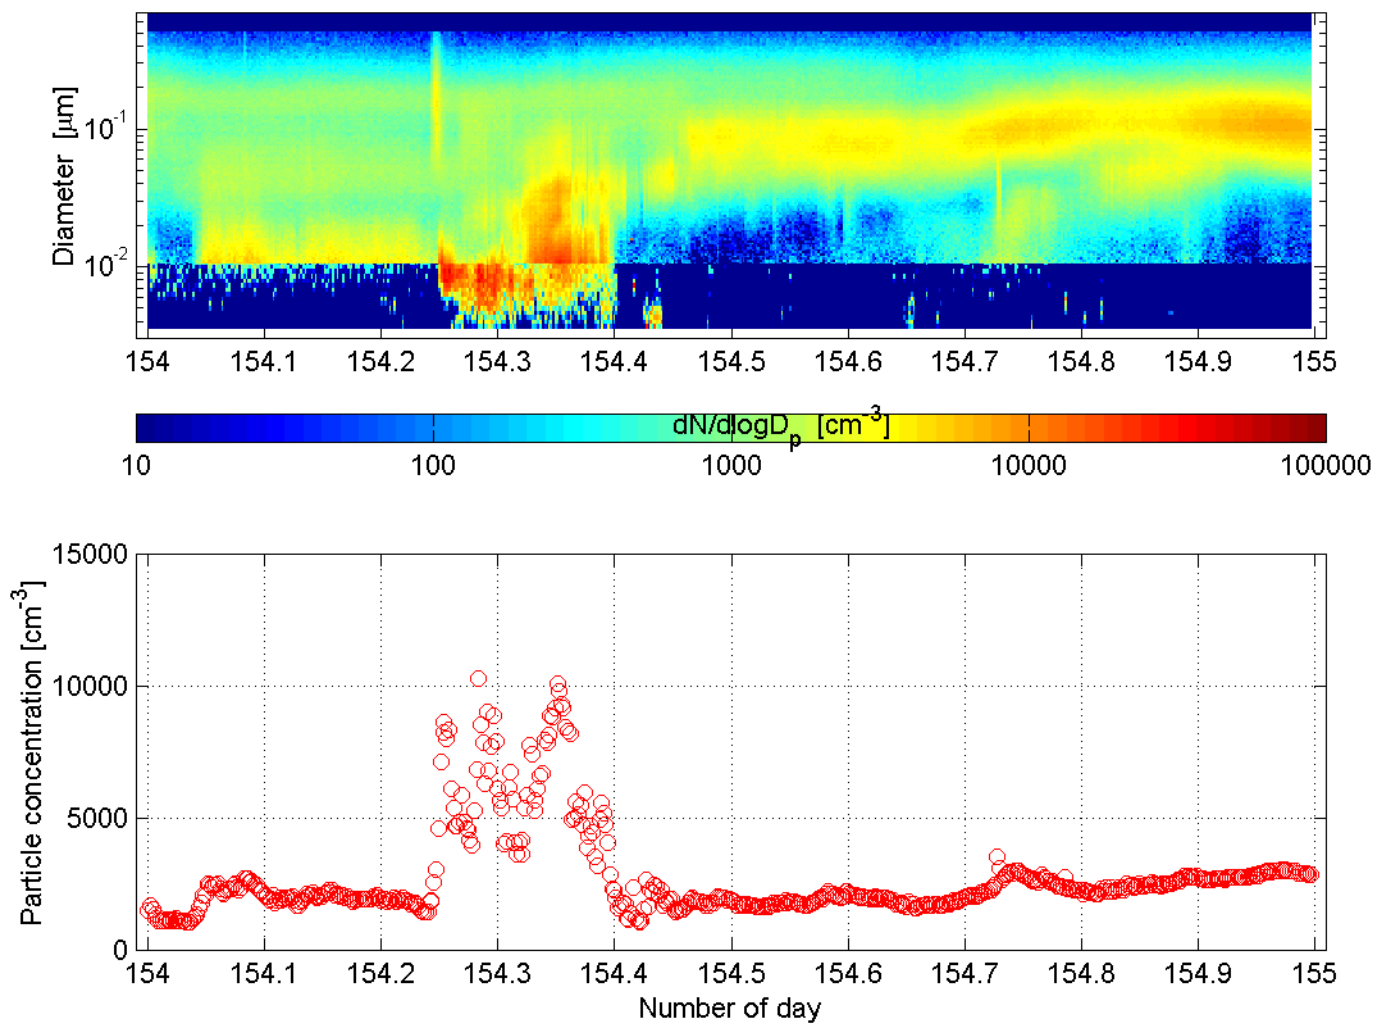 Diameter [μm]
10⁻¹
10⁻²
154 154.1 154.2 154.3 154.4 154.5 154.6 154.7 154.8 154.9 155
dN/dlogDₚ [cm⁻³]
10 100 1000 10000 100000
Particle concentration [cm⁻³]
15000
10000
5000
0
154 154.1 154.2 154.3 154.4 154.5 154.6 154.7 154.8 154.9 155
Number of day